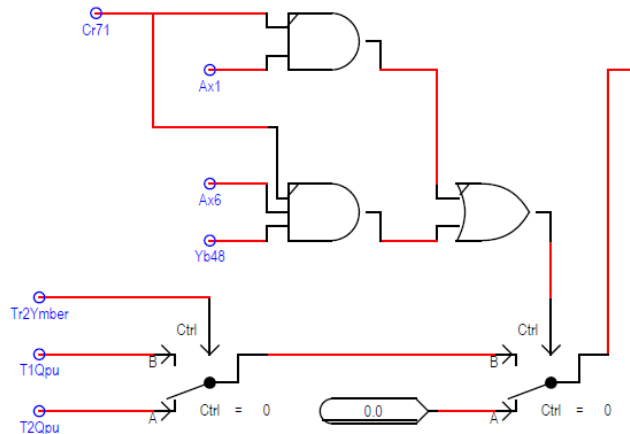 Cr71
Ax1
Ax6
Yb48
Tr2Ymber
Ctrl
Ctrl
T1Qpu
B
B
T2Qpu
A
Ctrl = 0
0.0
A
Ctrl = 0